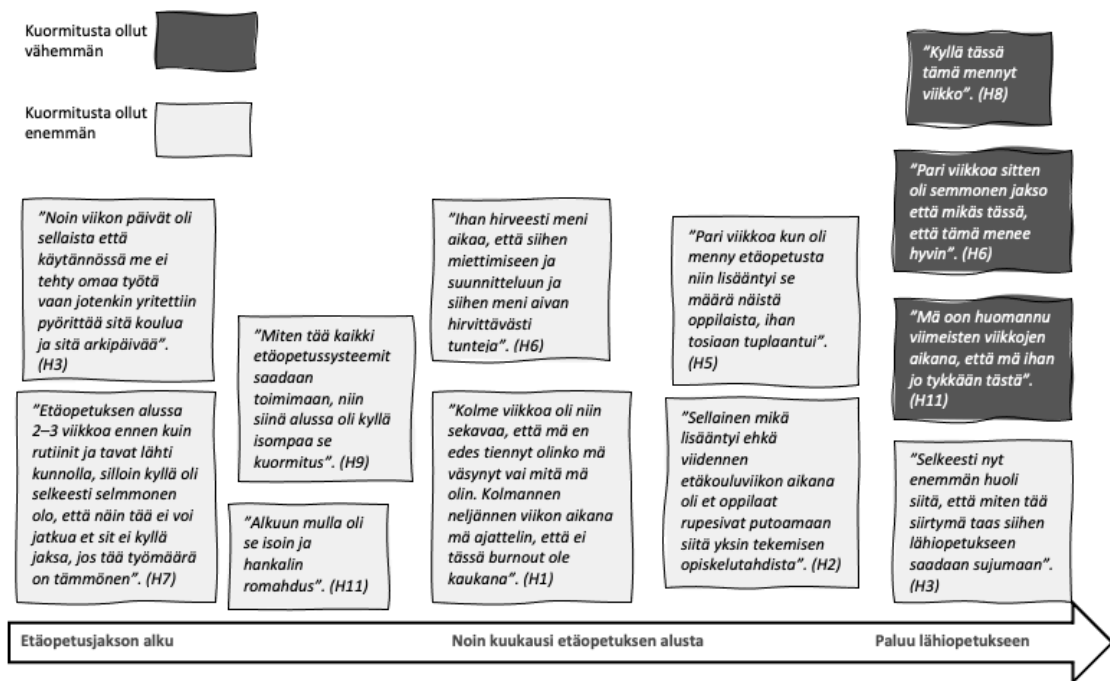 Kuormitusta ollut
vähemmän
Kuormitusta ollut
enemmän
”Noin viikon päivät oli
sellaista että
käytännössä me ei
tehty omaa työtä
vaan jotenkin yritettiin
pyörittää sitä koulua
ja sitä arkipäivää”.
(H3)
”Etäopetuksen alussa
2–3 viikkoa ennen kuin
rutiinit ja tavat lähti
kunnolla, silloin kyllä oli
selkeesti selmmonen
olo, että näin tää ei voi
jatkua et sit ei kyllä
jaksa, jos tää työmäärä
on tämmönen”. (H7)
”Miten tää kaikki
etäopetussysteemit
saadaan
toimimaan, niin
siinä alussa oli kyllä
isompaa se
kuormitus”. (H9)
”Alkuun mulla oli
se isoin ja
hankalin
romahdus”. (H11)
”Ihan hirveesti meni
aikaa, että siihen
miettimiseen ja
suunnitteluun ja
siihen meni aivan
hirvittävästi
tunteja”. (H6)
”Kolme viikkoa oli niin
sekavaa, että mä en
edes tiennyt olinko mä
väsynyt vai mitä mä
olin. Kolmannen
neljännen viikon aikana
mä ajattelin, että ei
tässä burnout ole
kaukana”. (H1)
”Pari viikkoa kun oli
menny etäopetusta
niin lisääntyi se
määrä näistä
oppilaista, ihan
tosiaan tuplaantui”.
(H5)
”Sellainen mikä
lisääntyi ehkä
viidennen
etäkouluviikon aikana
oli et oppilaat
rupesivat putoamaan
siitä yksin tekemisen
opiskelutahdista”. (H2)
”Kyllä tässä
tämä mennyt
viikko”. (H8)
”Pari viikkoa sitten
oli semmonen jakso
että mikäs tässä,
että tämä menee
hyvin”. (H6)
”Mä oon huomannu
viimeisten viikkojen
aikana, että mä ihan
jo tykkään tästä”.
(H11)
”Selkeesti nyt
enemmän huoli
siitä, että miten tää
siirtymä taas siihen
lähiopetukseen
saadaan sujumaan”.
(H3)
Etäopetusjakson alku
Noin kuukausi etäopetuksen alusta
Paluu lähiopetukseen